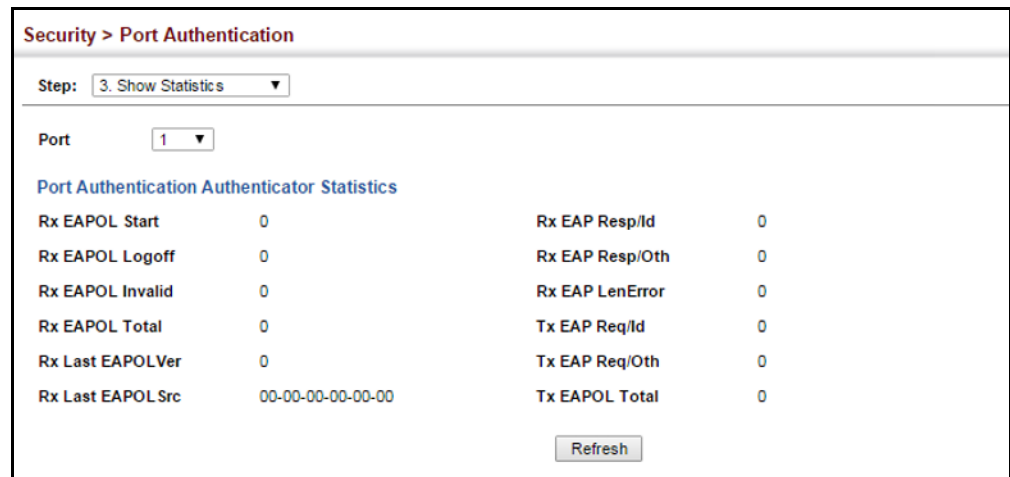 Security > Port Authentication
Step: 3. Show Statistics
Port 1
Port Authentication Authenticator Statistics
Rx EAPOL Start 0 Rx EAP Resp/Id 0
Rx EAPOL Logoff 0 Rx EAP Resp/Oth 0
Rx EAPOL Invalid 0 Rx EAP LenError 0
Rx EAPOL Total 0 Tx EAP Req/Id 0
Rx Last EAPOLVer 0 Tx EAP Req/Oth 0
Rx Last EAPOLSrc 00-00-00-00-00-00 Tx EAPOL Total 0
Refresh